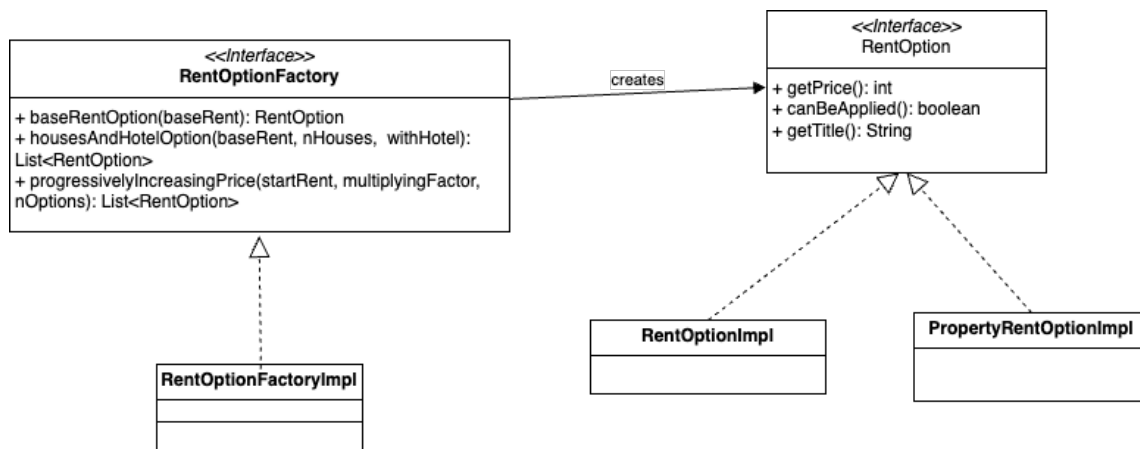 <<Interface>>
RentOptionFactory
+ baseRentOption(baseRent): RentOption
+ housesAndHotelOption(baseRent, nHouses, withHotel):
List<RentOption>
+ progressivelyIncreasingPrice(startRent, multiplyingFactor,
nOptions): List<RentOption>
creates
<<Interface>>
RentOption
+ getPrice(): int
+ canBeApplied(): boolean
+ getTitle(): String
RentOptionFactoryImpl
RentOptionImpl
PropertyRentOptionImpl